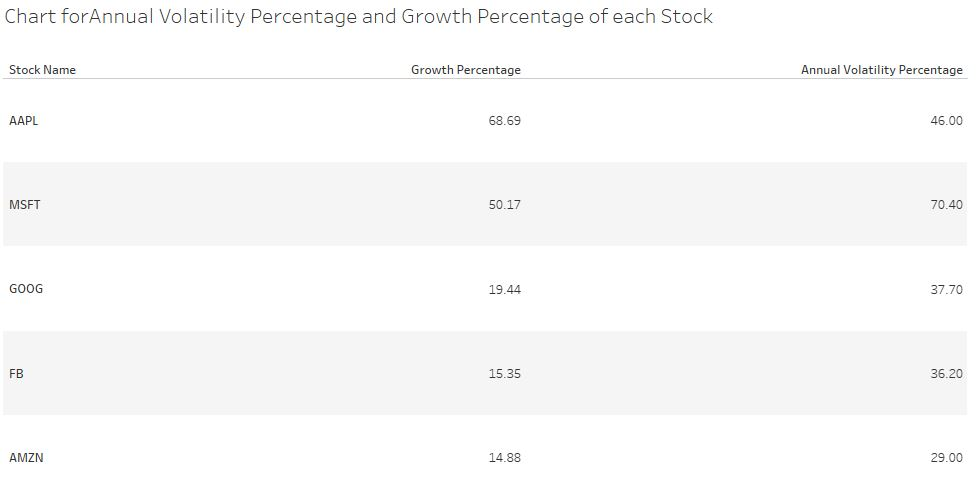 Chart forAnnual Volatility Percentage and Growth Percentage of each Stock
Stock Name Growth Percentage Annual Volatility Percentage
AAPL 68.69 46.00
MSFT 50.17 70.40
GOOG 19.44 37.70
FB 15.35 36.20
AMZN 14.88 29.00